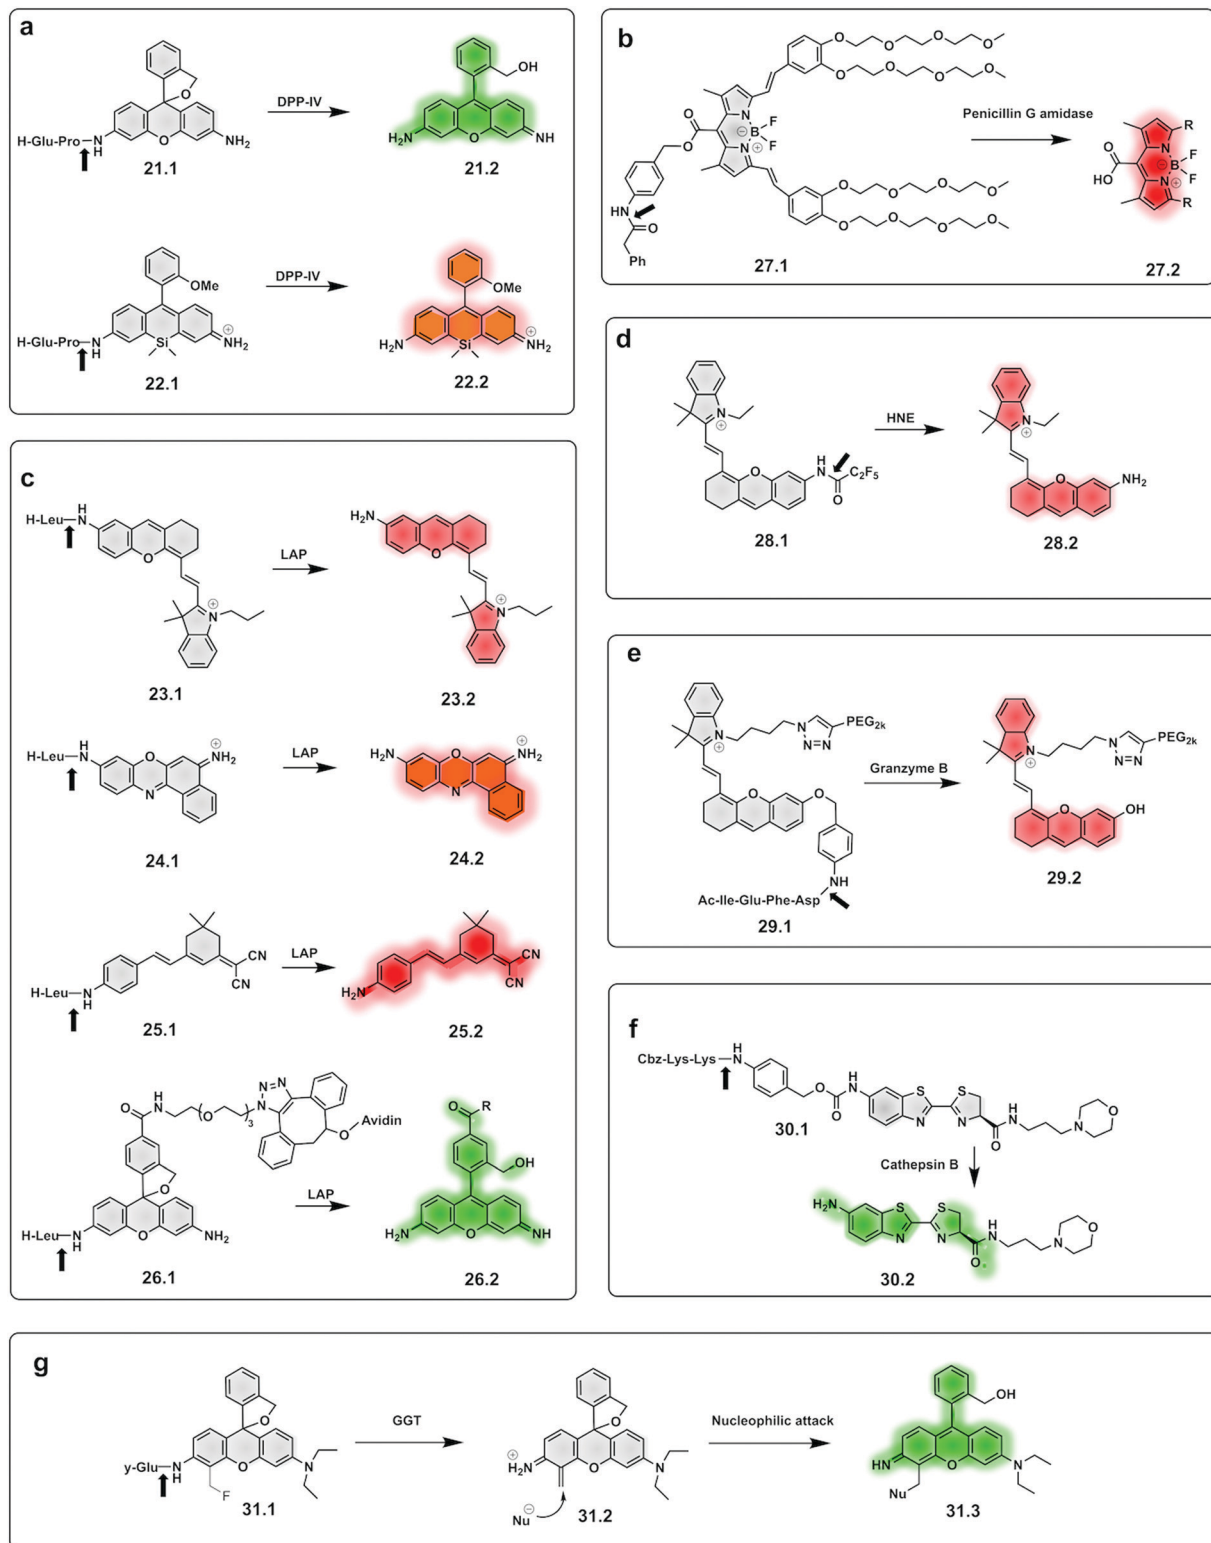 a
OH
O
DPP-IV
H-Glu-Pro
N
H
O
NH2
H2N
O
NH
21.1
21.2
OMe
DPP-IV
OMe
H-Glu-Pro
N
H
Si
⊕
NH2
H2N
Si
⊕
NH2
22.1
22.2
b
O O O O
O O O O
O
O
N
⊖B
F
F
N
⊕
Penicillin G amidase
HN
O
Ph
O O O O
O O O O
27.1
R
O
HO
N
⊖B
F
F
N
⊕
R
27.2
c
H-Leu
H
N
O
N
⊕
LAP
H2N
O
N
⊕
23.1
23.2
H-Leu
H
N
O
N
⊕
NH2
LAP
H2N
O
N
⊕
NH2
24.1
24.2
CN
CN
H-Leu
N
H
LAP
CN
CN
H2N
25.1
25.2
O
H
N
O
3
N
N=N
O
Avidin
O
H-Leu
N
H
O
NH2
LAP
O
R
OH
H2N
O
NH
26.1
26.2
d
N
⊕
O
H
N
O
C2F5
HNE
N
⊕
O
NH2
28.1
28.2
e
N
⊕
N
N=N
PEG2k
O
O
NH
Ac-Ile-Glu-Phe-Asp
Granzyme B
N
⊕
N
N=N
PEG2k
O
OH
29.1
29.2
f
Cbz-Lys-Lys
H
N
O
O
H
N
S
N
S
N
O
H
N
N
O
30.1
Cathepsin B
H2N
S
N
S
N
O
H
N
N
O
30.2
g
O
y-Glu
N
H
O
N
F
31.1
GGT
O
⊕
H2N
O
N
Nu⊖
31.2
Nucleophilic attack
OH
HN
O
N
Nu
31.3